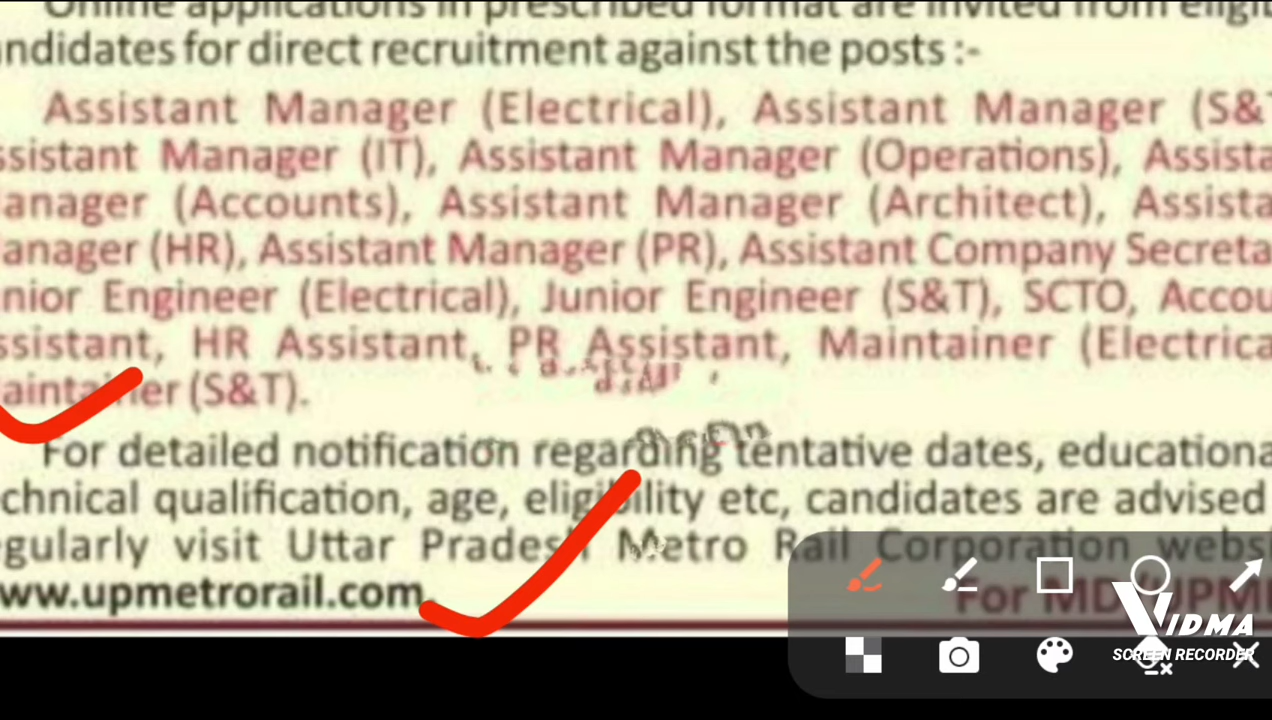 Online applications in prescribed format are invited from eligib
ndidates for direct recruitment against the posts :-
Assistant Manager (Electrical), Assistant Manager (S&T
ssistant Manager (IT), Assistant Manager (Operations), Assista
anager (Accounts), Assistant Manager (Architect), Assista
anager (HR), Assistant Manager (PR), Assistant Company Secreta
nior Engineer (Electrical), Junior Engineer (S&T), SCTO, Accou
ssistant, HR Assistant, PR Assistant, Maintainer (Electrica
aintainer (S&T).
For detailed notification regarding tentative dates, educationa
chnical qualification, age, eligibility etc, candidates are advised
egularly visit Uttar Pradesh Metro Rail Corporation websi
ww.upmetrorail.com.
For MD/UPM
VIDMA
SCREEN RECORDER